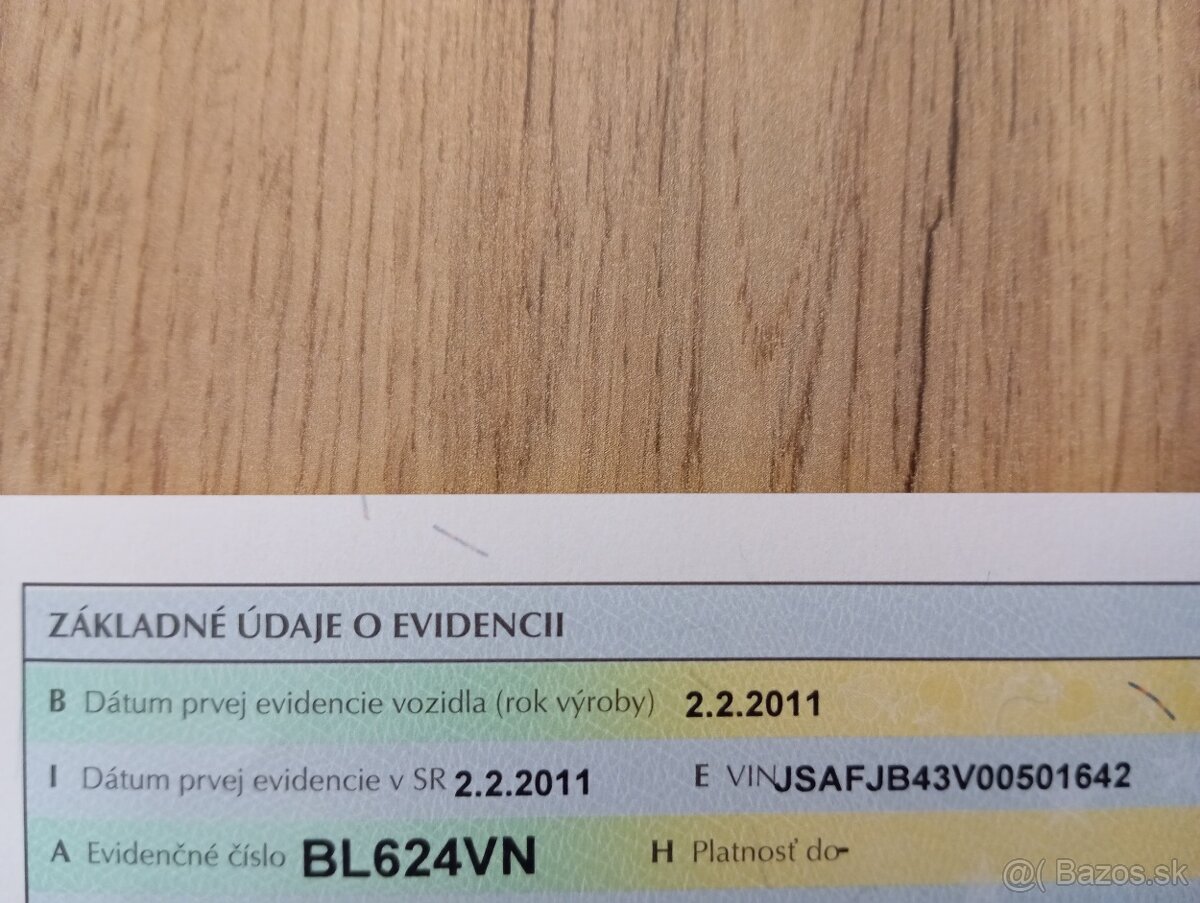 ZÁKLADNÉ ÚDAJE O EVIDENCII
B Dátum prvej evidencie vozidla (rok výroby) 2.2.2011
I Dátum prvej evidencie v SR 2.2.2011 E VIN JSAFJB43V00501642
A Evidenčné číslo BL624VN H Platnosť do-
@( Bazos.sk